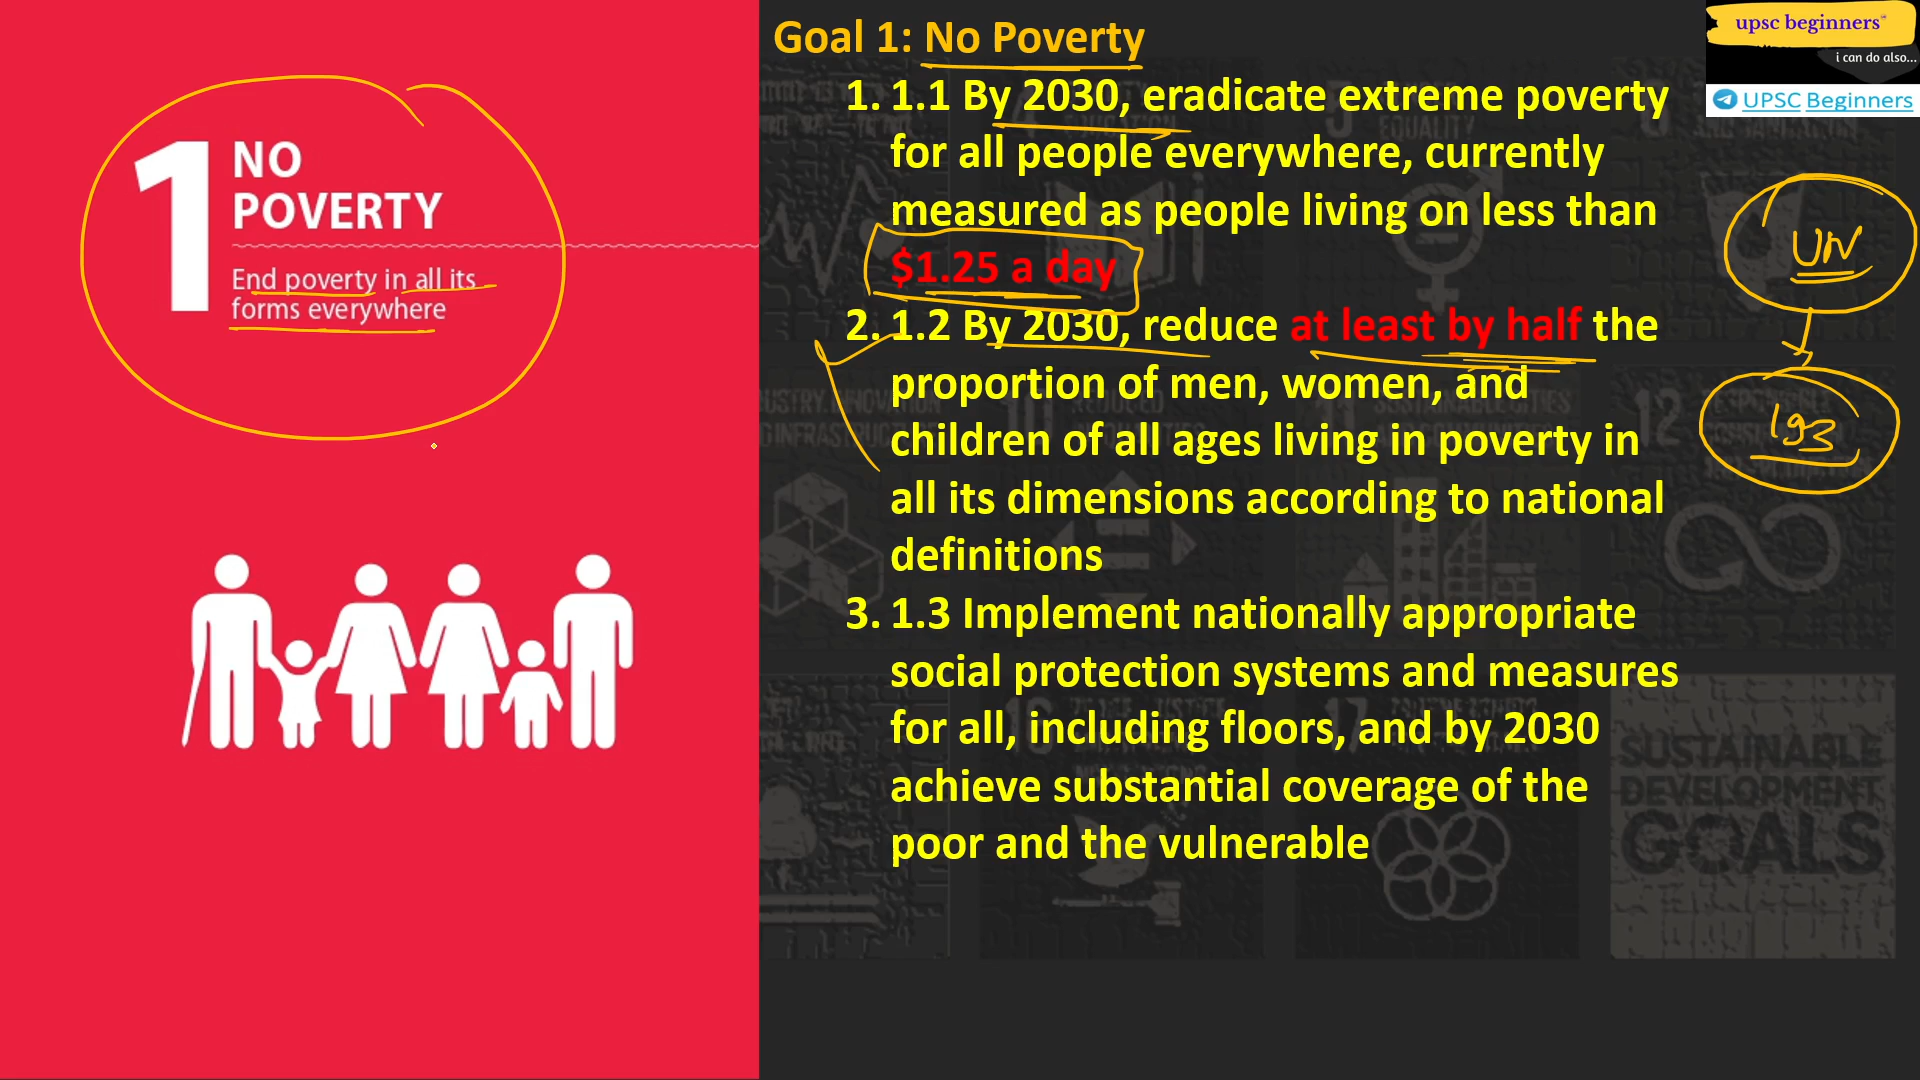 1 NO
POVERTY
End poverty in all its
forms everywhere
Goal 1: No Poverty
1. 1.1 By 2030, eradicate extreme poverty
for all people everywhere, currently
measured as people living on less than
$1.25 a day
2. 1.2 By 2030, reduce at least by half the
proportion of men, women, and
children of all ages living in poverty in
all its dimensions according to national
definitions
3. 1.3 Implement nationally appropriate
social protection systems and measures
for all, including floors, and by 2030
achieve substantial coverage of the
poor and the vulnerable
upsc beginners
i can do also...
UPSC Beginners
UN
193
EQUALITY
12
SUSTAINABLE
DEVELOPMENT
GOALS